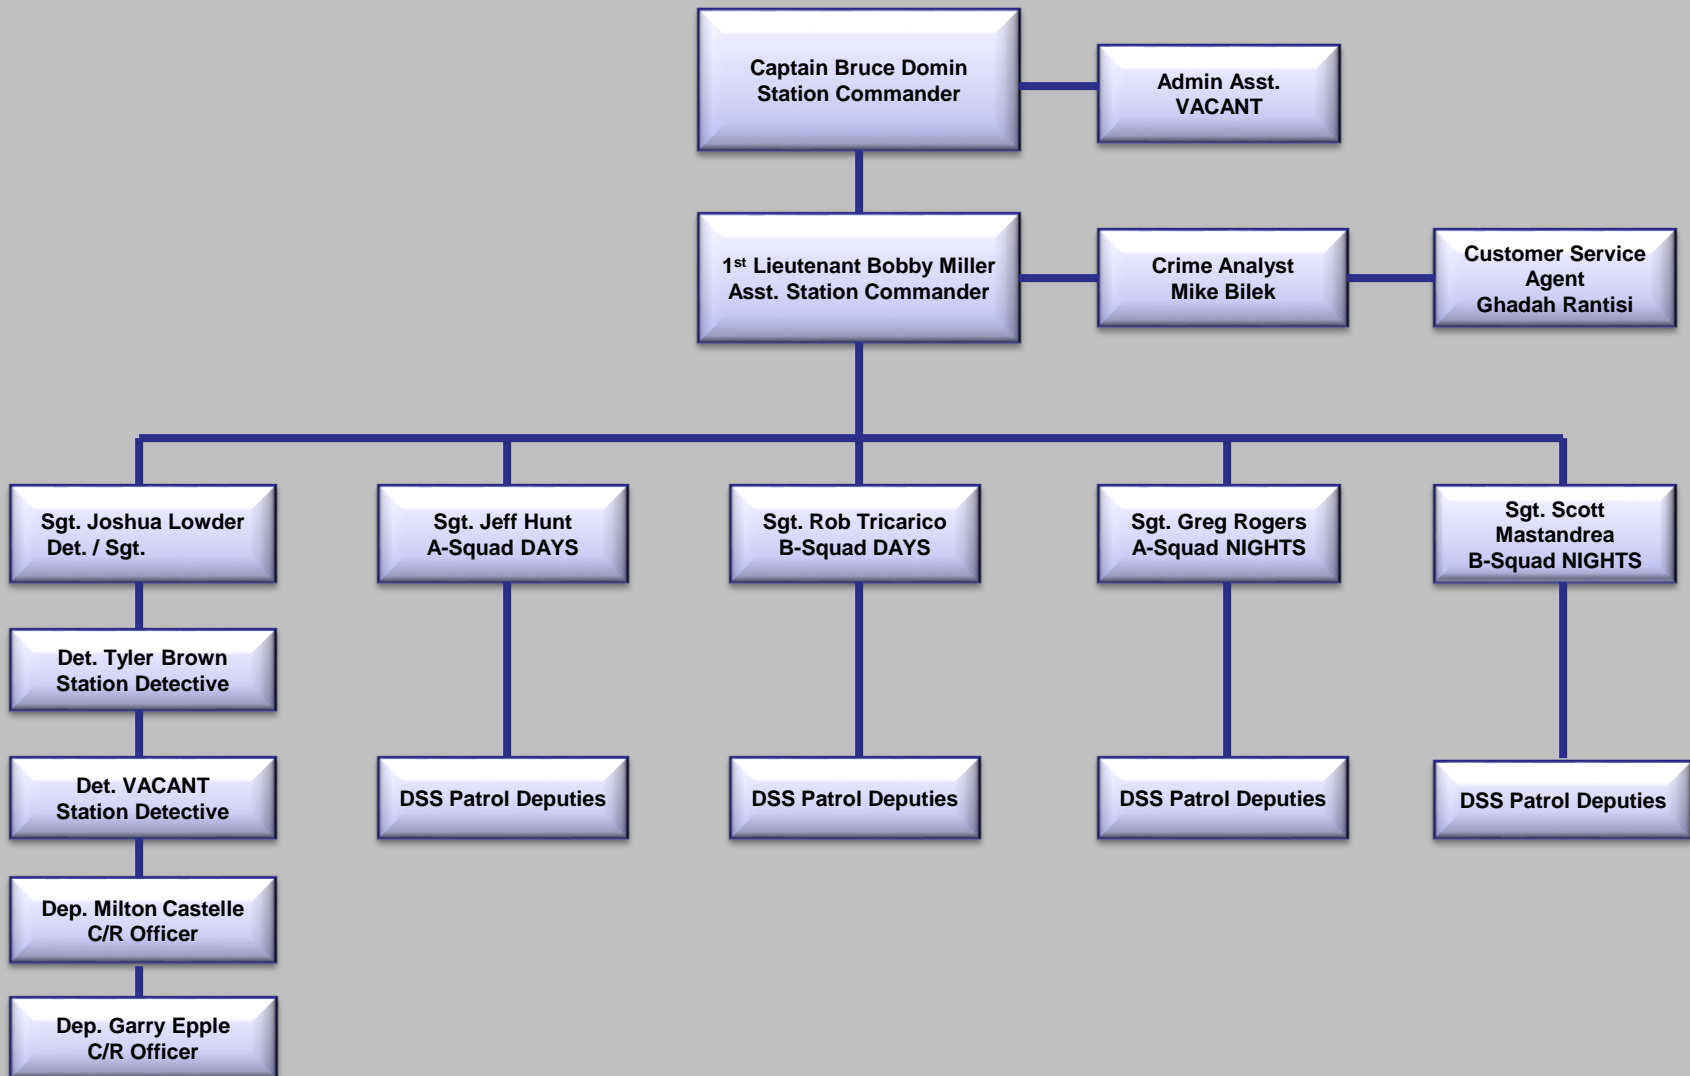 Captain Bruce Domin
Station Commander
Admin Asst.
VACANT
1st Lieutenant Bobby Miller
Asst. Station Commander
Crime Analyst
Mike Bilek
Customer Service
Agent
Ghadah Rantisi
Sgt. Joshua Lowder
Det. / Sgt.
Sgt. Jeff Hunt
A-Squad DAYS
Sgt. Rob Tricarico
B-Squad DAYS
Sgt. Greg Rogers
A-Squad NIGHTS
Sgt. Scott
Mastandrea
B-Squad NIGHTS
Det. Tyler Brown
Station Detective
Det. VACANT
Station Detective
DSS Patrol Deputies
DSS Patrol Deputies
DSS Patrol Deputies
DSS Patrol Deputies
Dep. Milton Castelle
C/R Officer
Dep. Garry Epple
C/R Officer